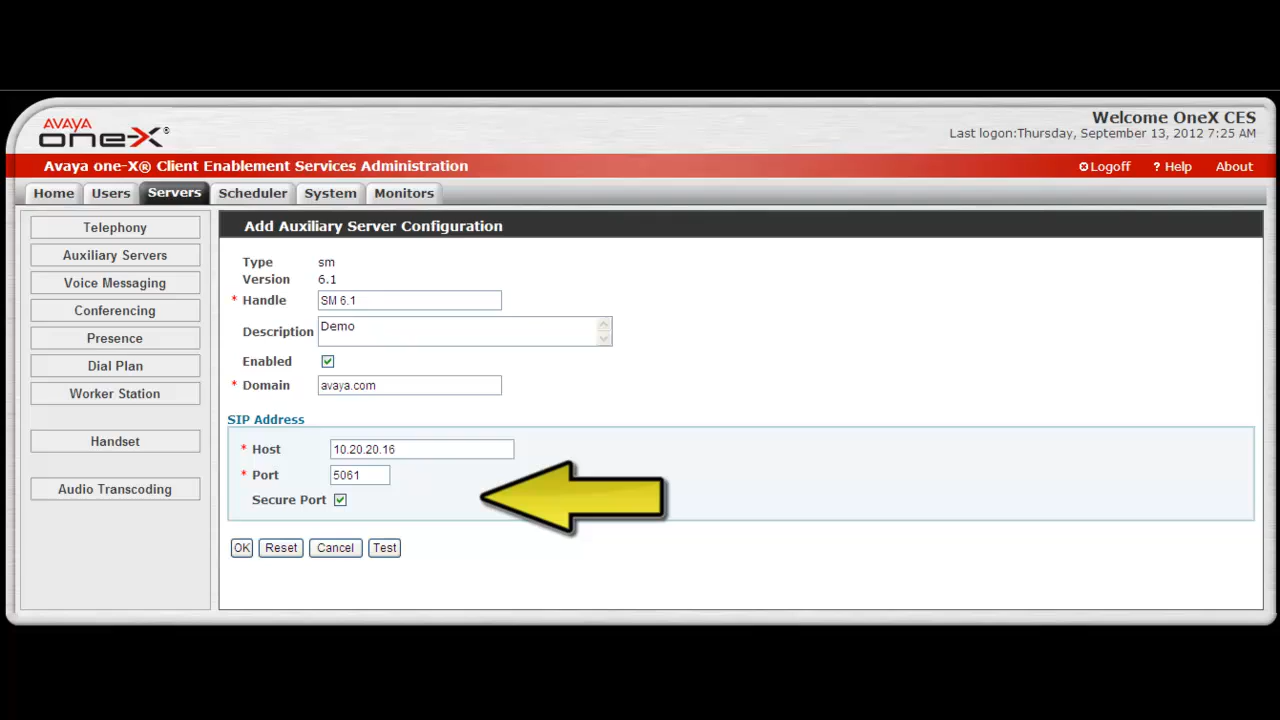 AVAYA
one-X®
Welcome OneX CES
Last logon:Thursday, September 13, 2012 7:25 AM
Avaya one-X® Client Enablement Services Administration
Logoff ? Help About
Home Users Servers Scheduler System Monitors
Telephony
Auxiliary Servers
Voice Messaging
Conferencing
Presence
Dial Plan
Worker Station
Handset
Audio Transcoding
Add Auxiliary Server Configuration
Type sm
Version 6.1
* Handle SM 6.1
Description Demo
Enabled
* Domain avaya.com
SIP Address
* Host 10.20.20.16
* Port 5061
Secure Port
OK Reset Cancel Test